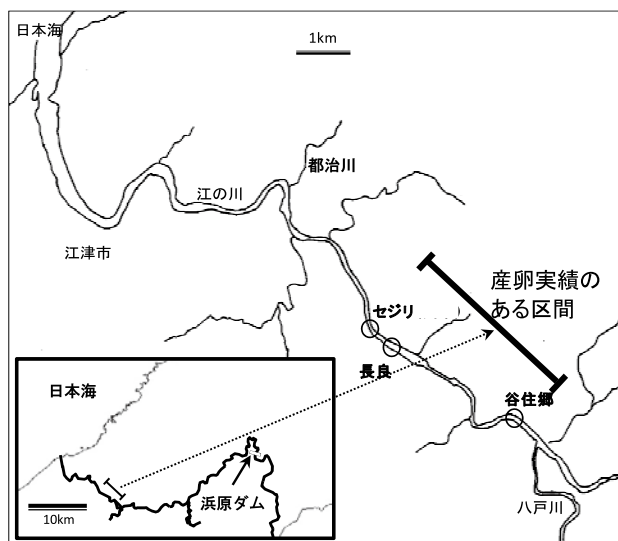 日本海
1km
都治川
江の川
江津市
産卵実績の
ある区間
セジリ
長良
谷住郷
八戸川
日本海
浜原ダム
10km